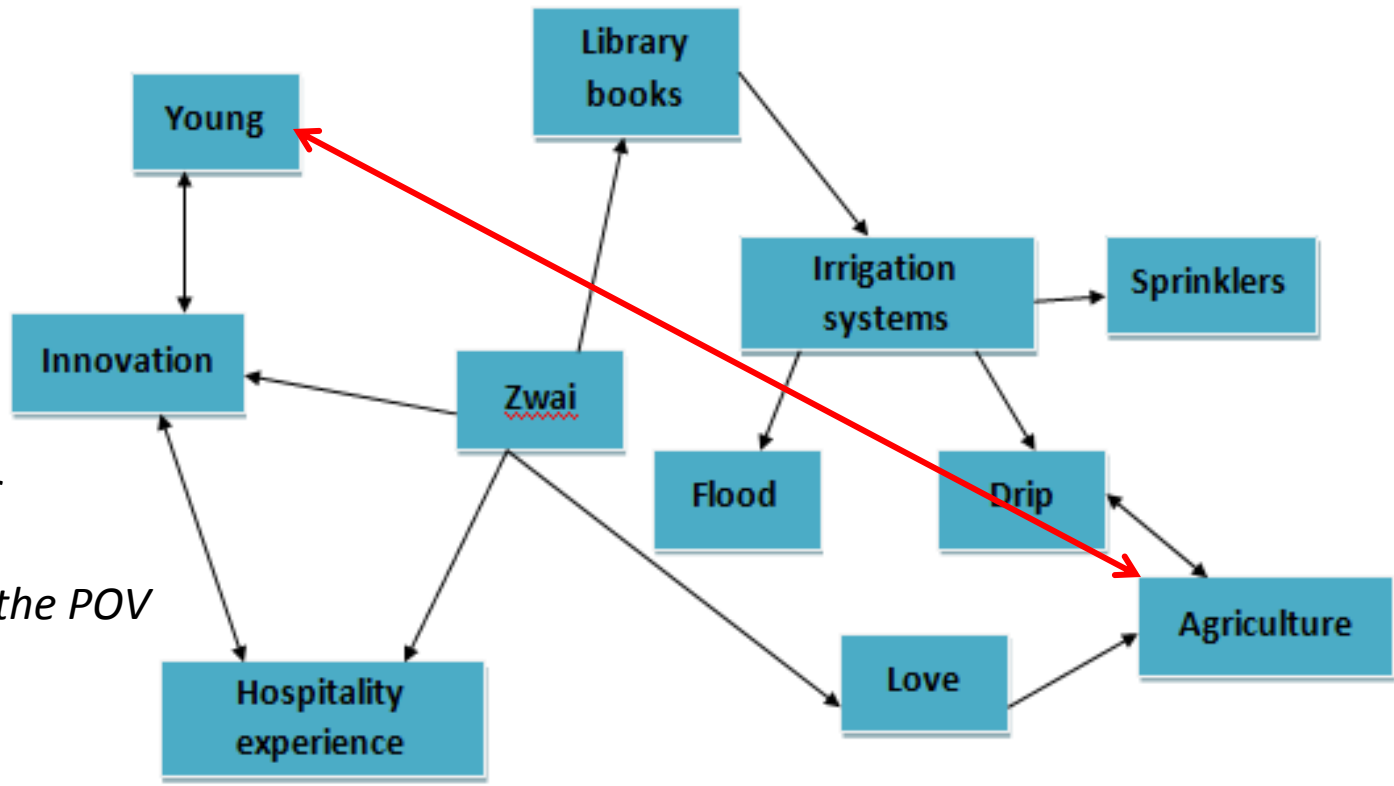 Library
books
Young
Irrigation
systems
Sprinklers
Innovation
Zwai
Flood
Drip
.
the POV
Agriculture
Love
Hospitality
experience